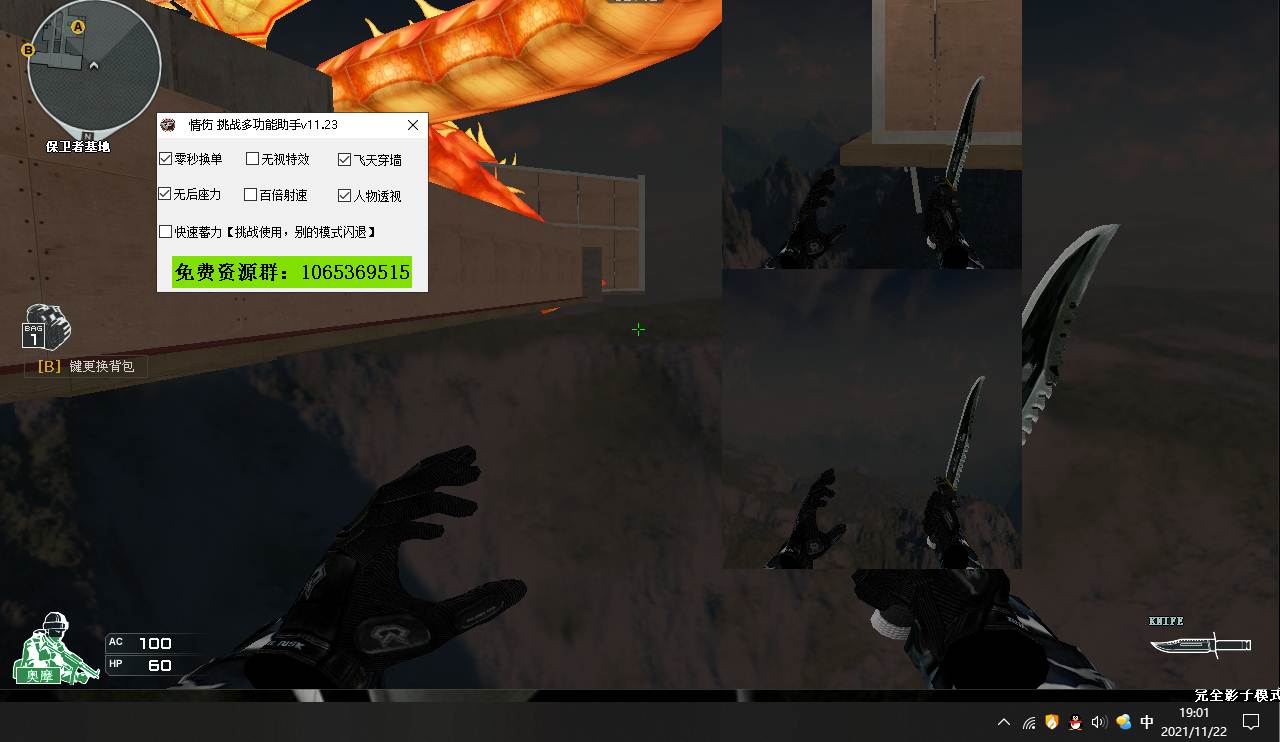 A
B
N
保卫者基地
情伤 挑战多功能助手v11.23
零秒换单
无视特效
飞天穿墙
无后座力
百倍射速
人物透视
快速蓄力【挑战使用，别的模式闪退】
免费资源群：1065369515
BAG
1
[B] 键更换背包
KNIFE
奥摩
AC 100
HP 60
完全影子模式
中
19:01
2021/11/22